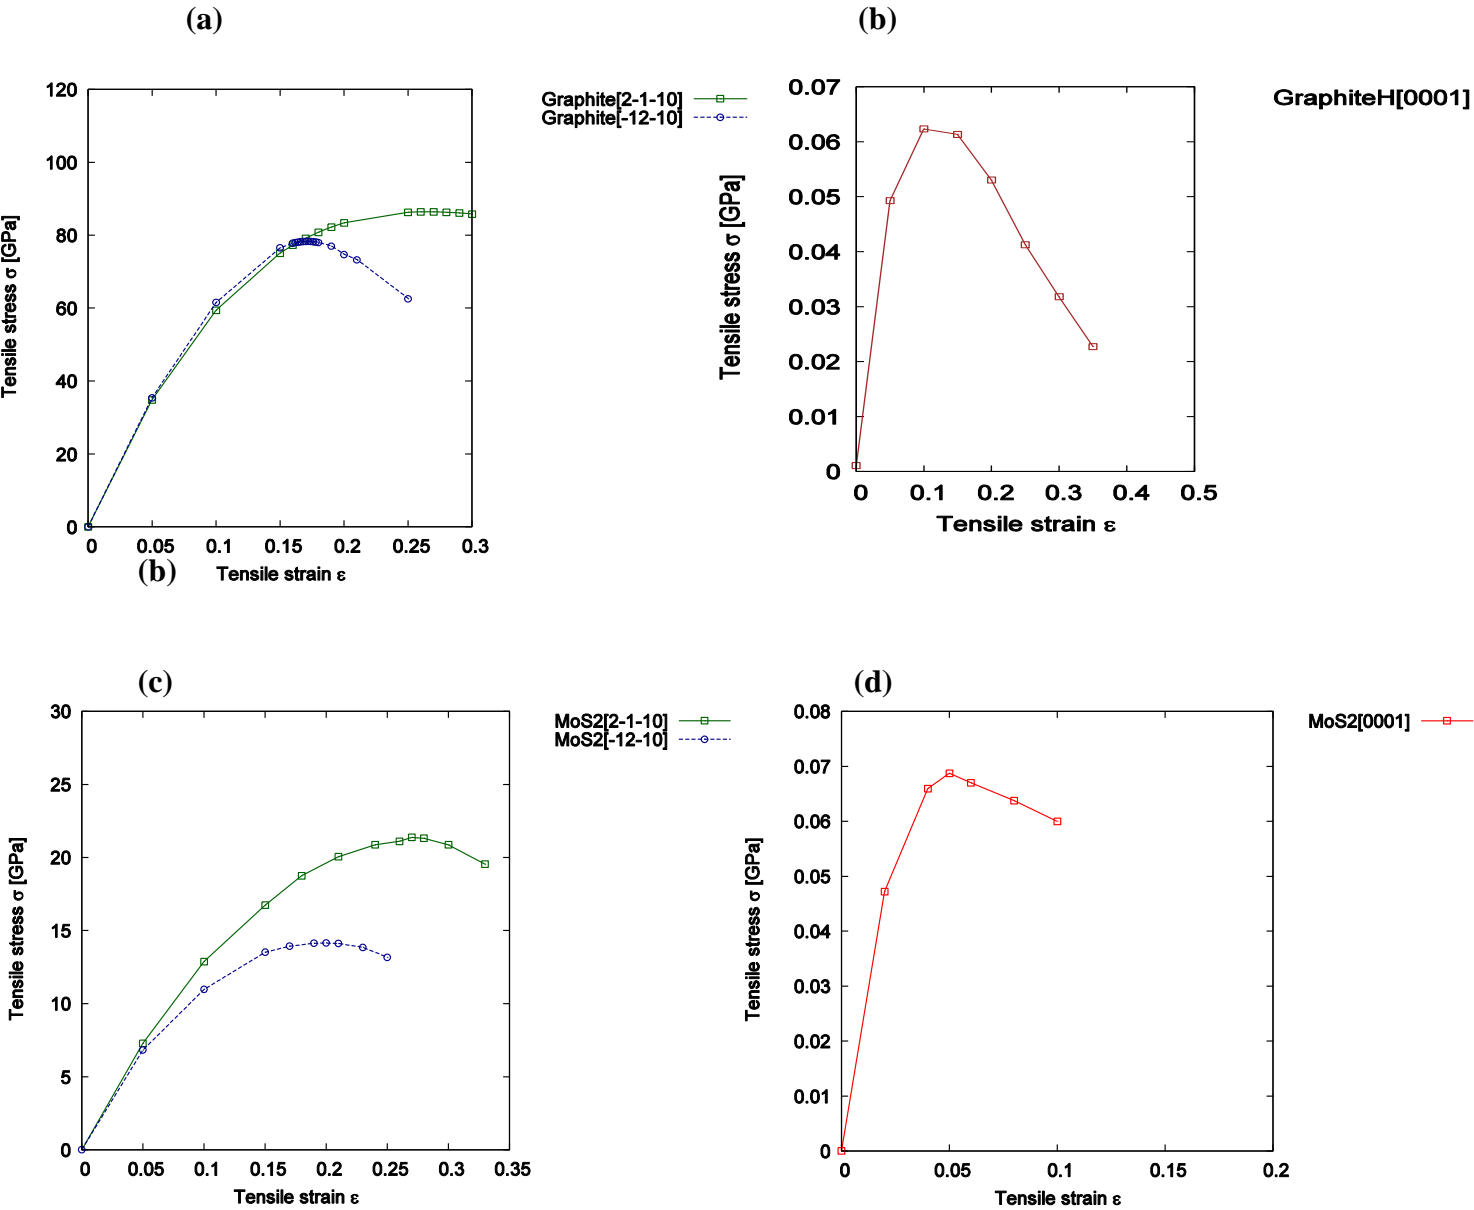 (a)
120
100
80
60
40
20
0
0 0.05 0.1 0.15 0.2 0.25 0.3
Tensile stress σ [GPa]
Tensile strain ε
Graphite[2-1-10]
Graphite[-12-10]
(b)
(b)
0.07
0.06
0.05
0.04
0.03
0.02
0.01
0
0 0.1 0.2 0.3 0.4 0.5
Tensile stress σ [GPa]
Tensile strain ε
GraphiteH[0001]
(c)
30
25
20
15
10
5
0
0 0.05 0.1 0.15 0.2 0.25 0.3 0.35
Tensile stress σ [GPa]
Tensile strain ε
MoS2[2-1-10]
MoS2[-12-10]
(d)
0.08
0.07
0.06
0.05
0.04
0.03
0.02
0.01
0
0 0.05 0.1 0.15 0.2
Tensile stress σ [GPa]
Tensile strain ε
MoS2[0001]